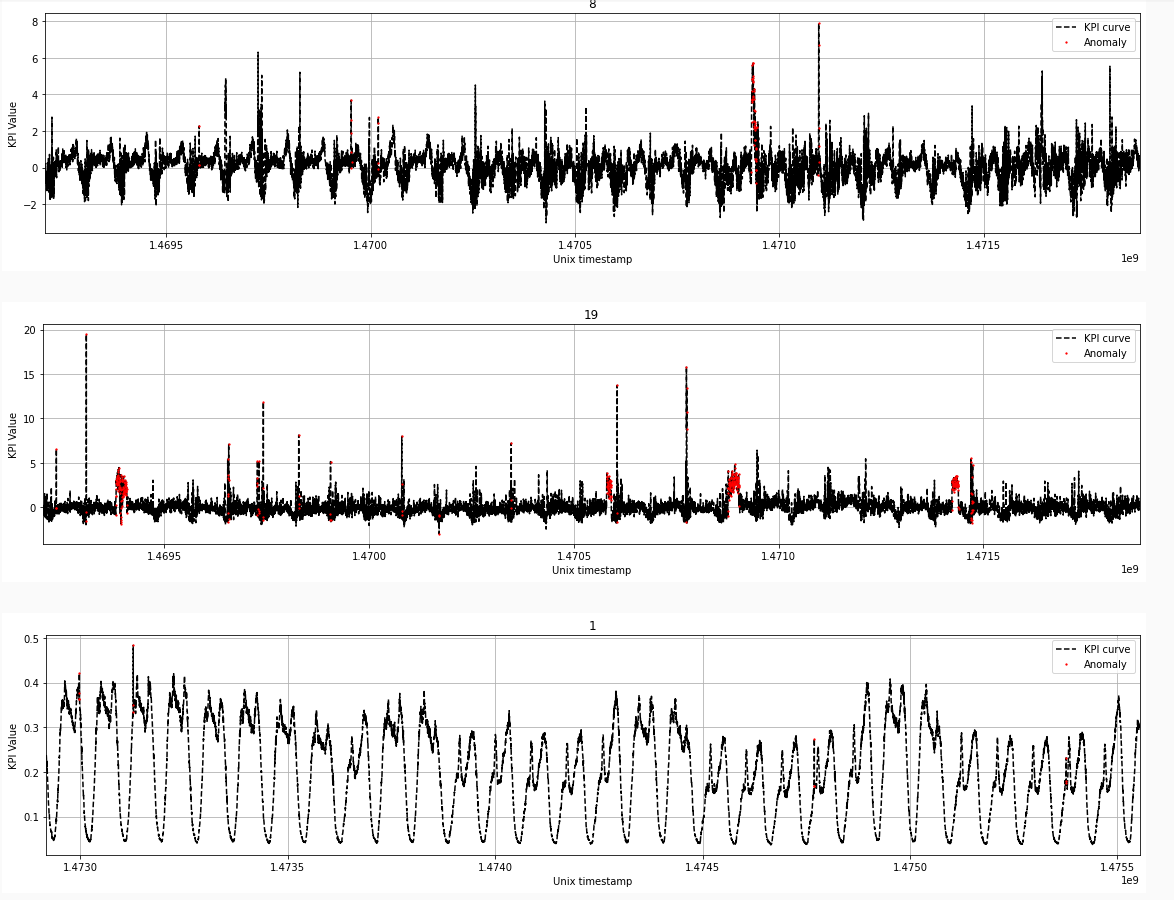 8
KPI curve
Anomaly
8
6
4
2
0
−2
KPI Value
1.4695 1.4700 1.4705 1.4710 1.4715
1e9
Unix timestamp
19
KPI curve
Anomaly
20
15
10
5
0
KPI Value
1.4695 1.4700 1.4705 1.4710 1.4715
1e9
Unix timestamp
1
KPI curve
Anomaly
0.5
0.4
0.3
0.2
0.1
KPI Value
1.4730 1.4735 1.4740 1.4745 1.4750 1.4755
1e9
Unix timestamp